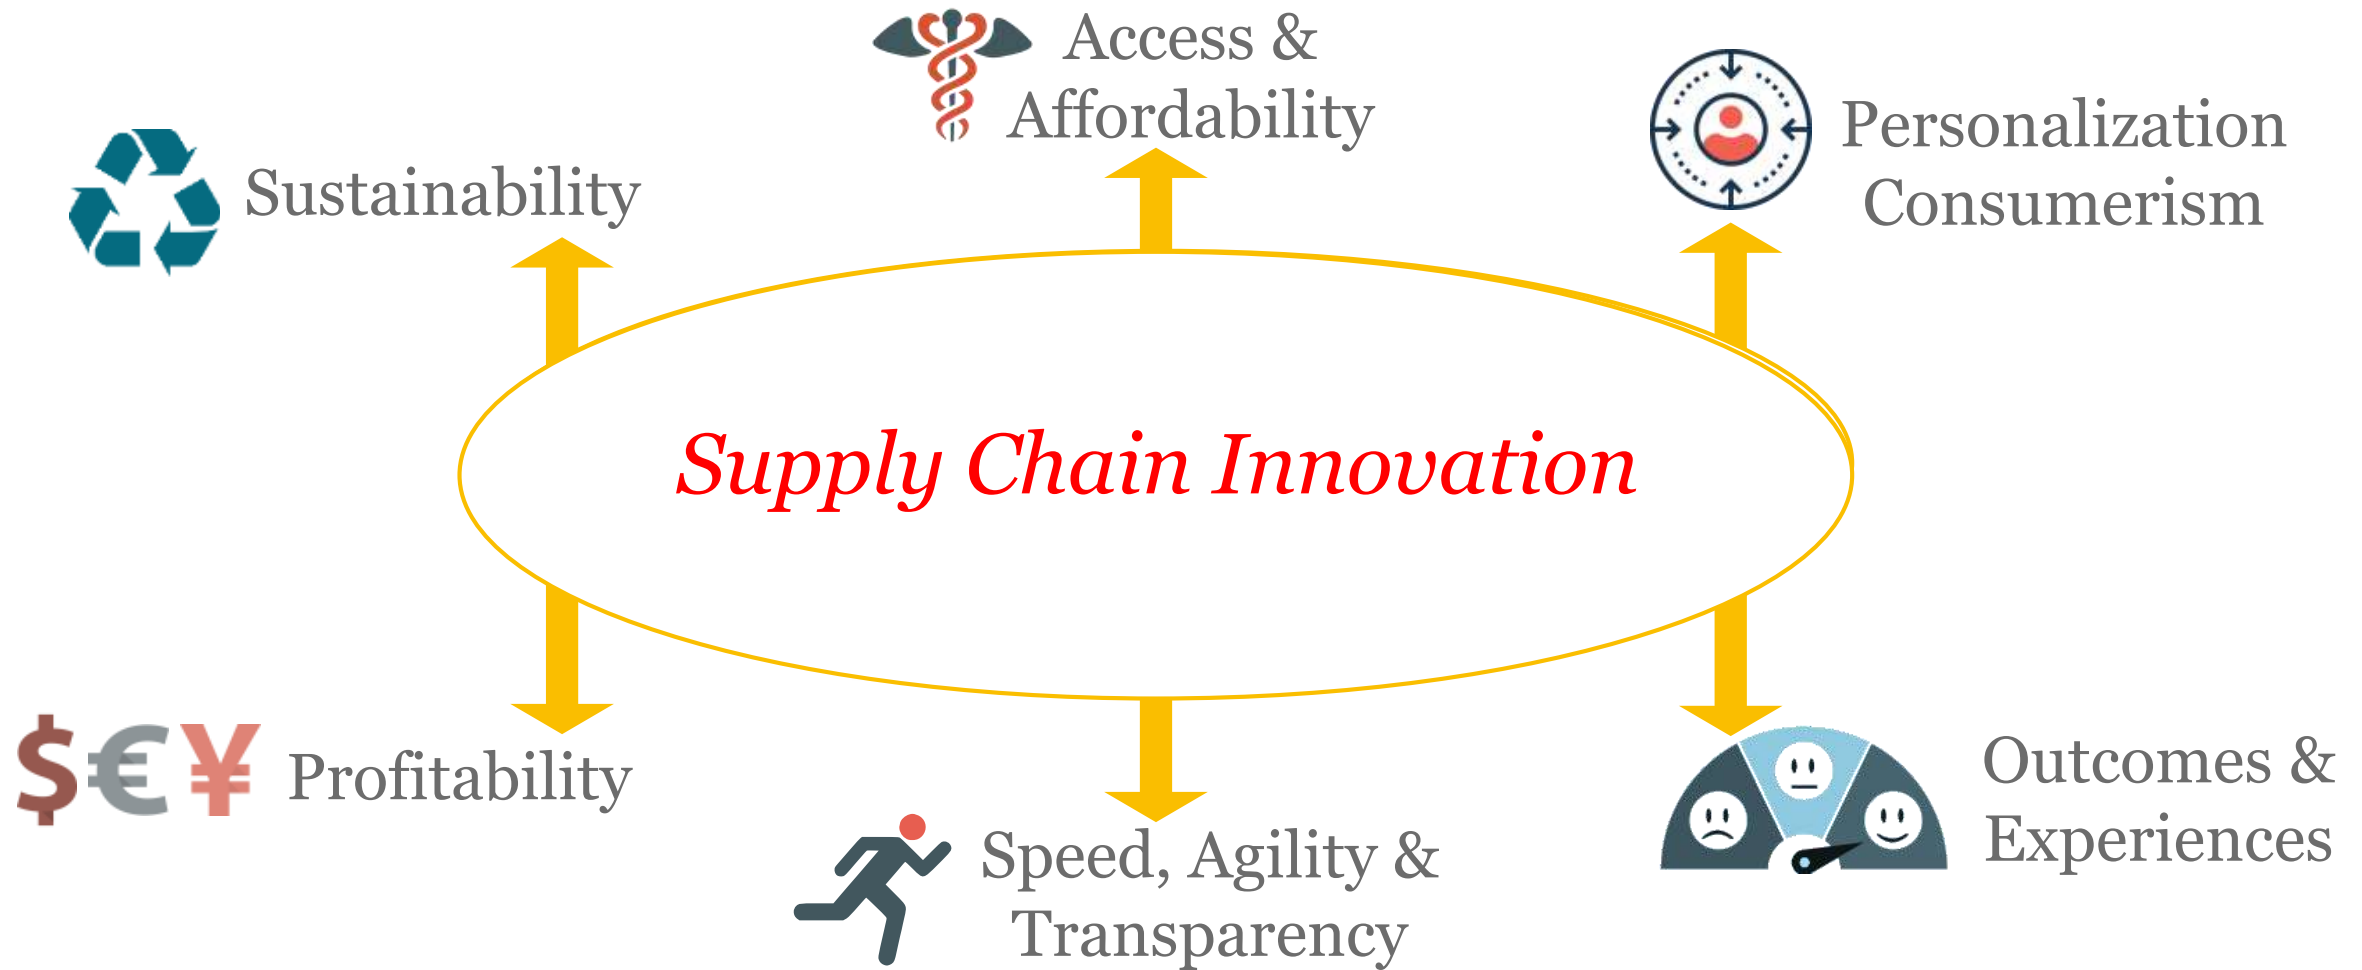 Access &
Affordability
Personalization
Consumerism
Sustainability
Supply Chain Innovation
$€¥ Profitability
Outcomes &
Experiences
Speed, Agility &
Transparency